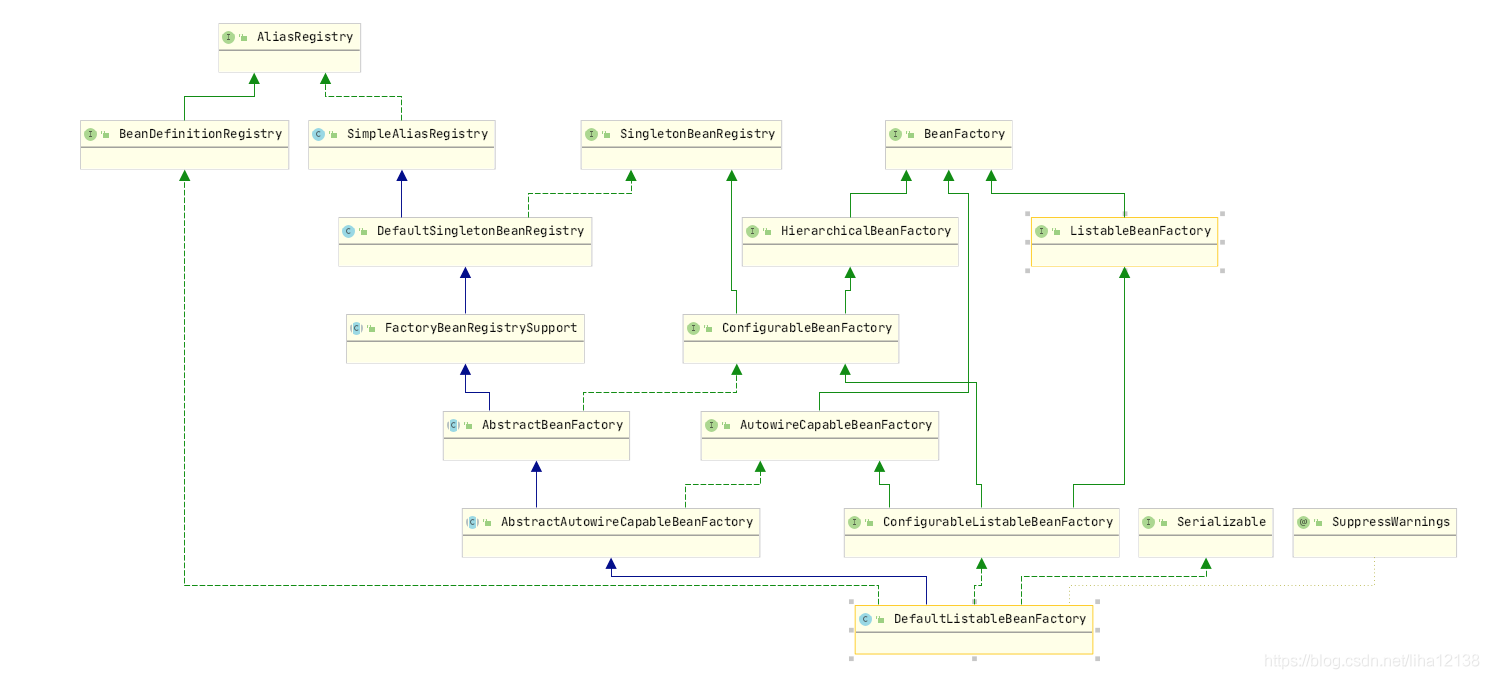 AliasRegistry
BeanDefinitionRegistry
SimpleAliasRegistry
SingletonBeanRegistry
BeanFactory
DefaultSingletonBeanRegistry
HierarchicalBeanFactory
ListableBeanFactory
FactoryBeanRegistrySupport
ConfigurableBeanFactory
AbstractBeanFactory
AutowireCapableBeanFactory
AbstractAutowireCapableBeanFactory
ConfigurableListableBeanFactory
Serializable
SuppressWarnings
DefaultListableBeanFactory
https://blog.csdn.net/liha12138